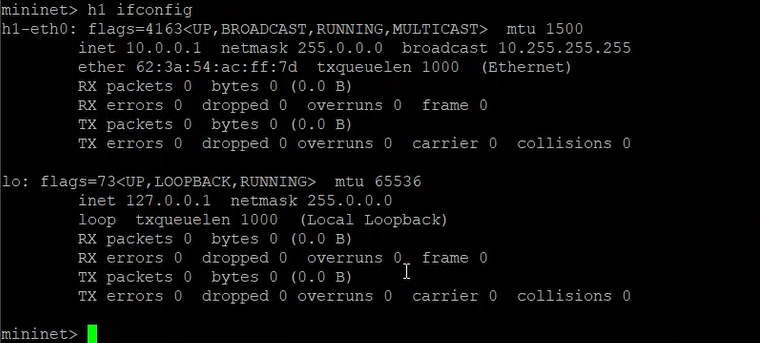 mininet> h1 ifconfig
h1-eth0: flags=4163<UP,BROADCAST,RUNNING,MULTICAST>  mtu 1500
        inet 10.0.0.1  netmask 255.0.0.0  broadcast 10.255.255.255
        ether 62:3a:54:ac:ff:7d  txqueuelen 1000  (Ethernet)
        RX packets 0  bytes 0 (0.0 B)
        RX errors 0  dropped 0  overruns 0  frame 0
        TX packets 0  bytes 0 (0.0 B)
        TX errors 0  dropped 0 overruns 0  carrier 0  collisions 0
lo: flags=73<UP,LOOPBACK,RUNNING>  mtu 65536
        inet 127.0.0.1  netmask 255.0.0.0
        loop  txqueuelen 1000  (Local Loopback)
        RX packets 0  bytes 0 (0.0 B)
        RX errors 0  dropped 0  overruns 0  frame 0
        TX packets 0  bytes 0 (0.0 B)
        TX errors 0  dropped 0 overruns 0  carrier 0  collisions 0
mininet>